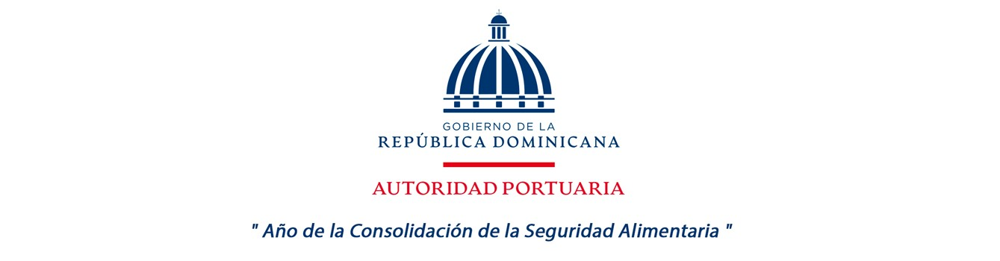 GOBIERNO DE LA
REPÚBLICA DOMINICANA
AUTORIDAD PORTUARIA
" Año de la Consolidación de la Seguridad Alimentaria "